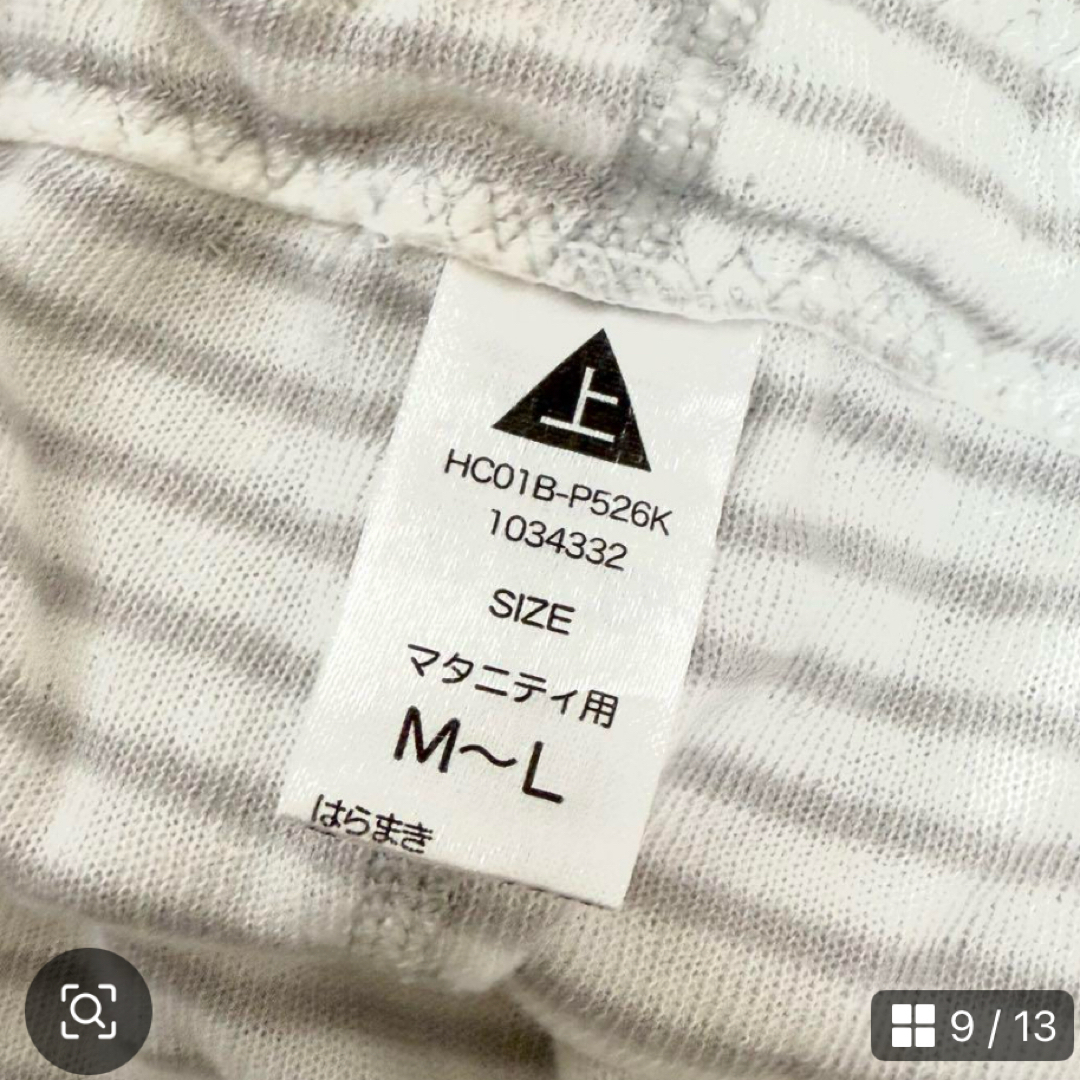 上
HC01B-P526K
1034332
SIZE
マタニティ用
M〜L
はらまき
9 / 13